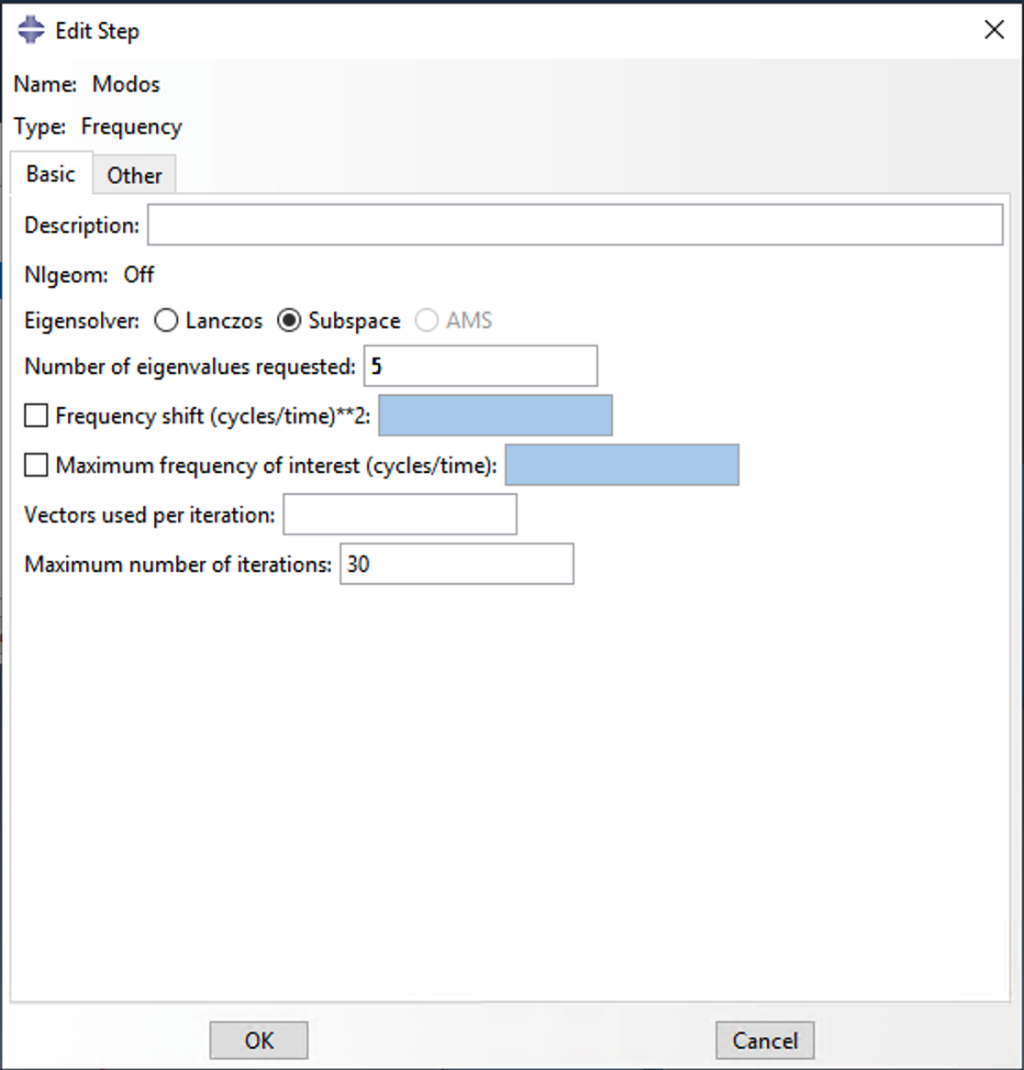 Edit Step
Name: Modos
Type: Frequency
Basic Other
Description:
Nlgeom: Off
Eigensolver: Lanczos Subspace AMS
Number of eigenvalues requested: 5
Frequency shift (cycles/time)**2:
Maximum frequency of interest (cycles/time):
Vectors used per iteration:
Maximum number of iterations: 30
OK Cancel